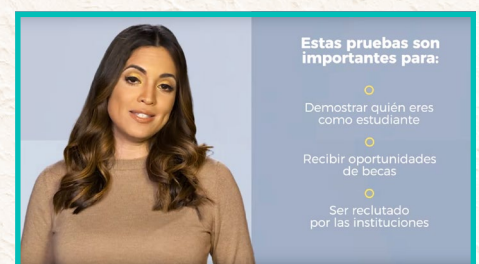 Estas pruebas son
importantes para:
Demostrar quién eres
como estudiante
Recibir oportunidades
de becas
Ser reclutado
por las instituciones